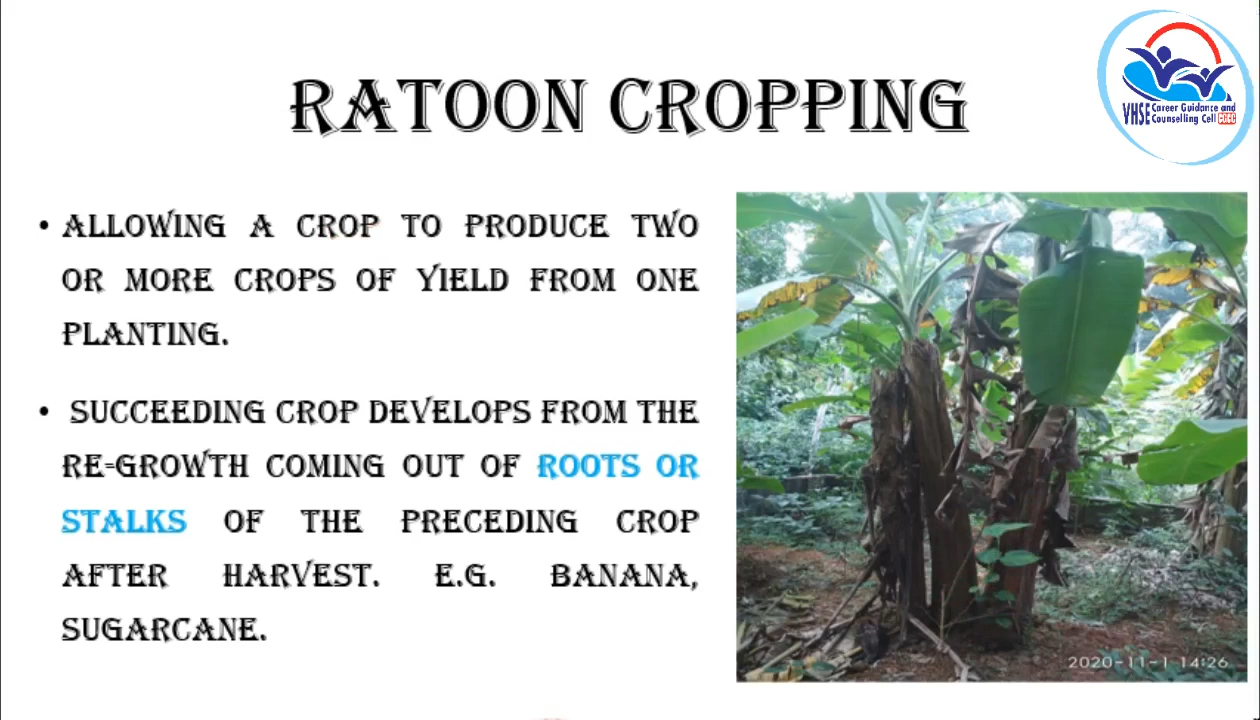 RATOON CROPPING
VHSE Career Guidance and
Counselling Cell CGCC
• ALLOWING A CROP TO PRODUCE TWO
OR MORE CROPS OF YIELD FROM ONE
PLANTING.
• SUCCEEDING CROP DEVELOPS FROM THE
RE-GROWTH COMING OUT OF ROOTS OR
STALKS OF THE PRECEDING CROP
AFTER HARVEST. E.G. BANANA,
SUGARCANE.
2020-11-1 14:26